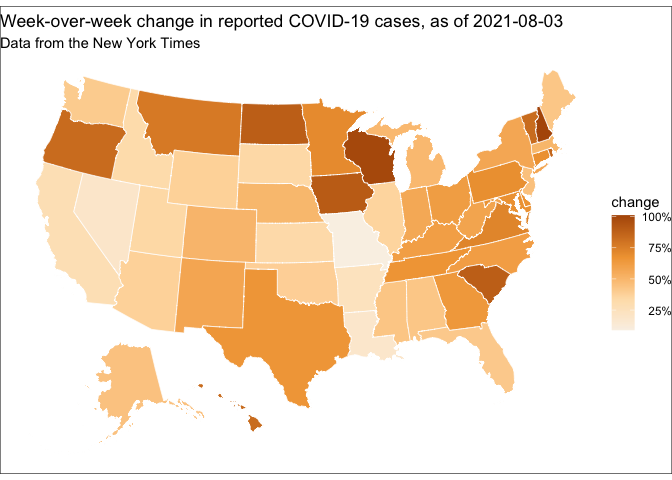 Week-over-week change in reported COVID-19 cases, as of 2021-08-03
Data from the New York Times
change
100%
75%
50%
25%